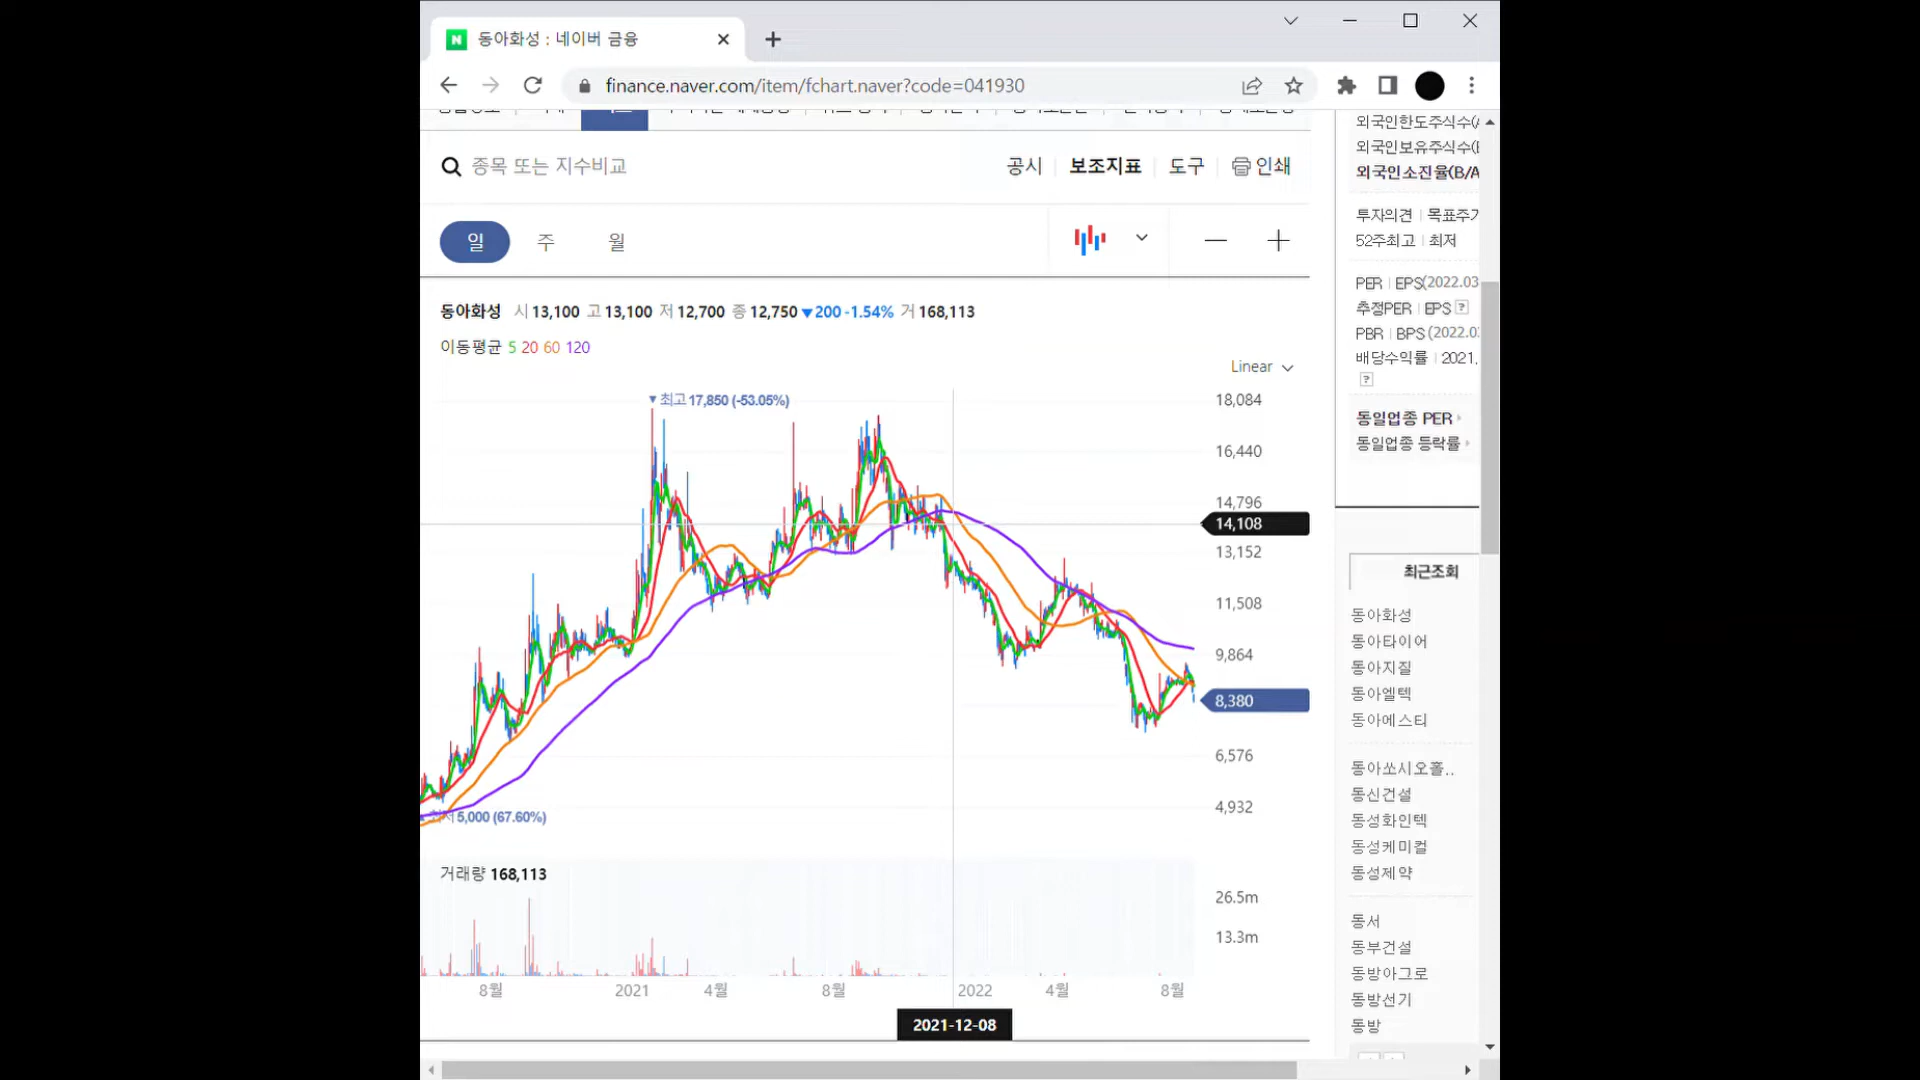 동아화성 : 네이버 금융
finance.naver.com/item/fchart.naver?code=041930
종목 또는 지수비교
공시 보조지표 도구 인쇄
일 주 월
동아화성 시 13,100 고 13,100 저 12,700 종 12,750 ▼200 -1.54% 거 168,113
이동평균 5 20 60 120
Linear
▼최고 17,850 (-53.05%)
18,084
16,440
14,796
14,108
13,152
11,508
9,864
8,380
6,576
4,932
5,000 (67.60%)
거래량 168,113
26.5m
13.3m
8월 2021 4월 8월 2022 4월 8월
2021-12-08
외국인한도주식수(A
외국인보유주식수(B
외국인소진율(B/A
투자의견 | 목표주가
52주최고 | 최저
PER | EPS(2022.03
추정PER | EPS ?
PBR | BPS (2022.0
배당수익률 | 2021.
?
동일업종 PER
동일업종 등락률
최근조회
동아화성
동아타이어
동아지질
동아엘텍
동아에스티
동아쏘시오홀..
동신건설
동성화인텍
동성케미컬
동성제약
동서
동부건설
동방아그로
동방선기
동방